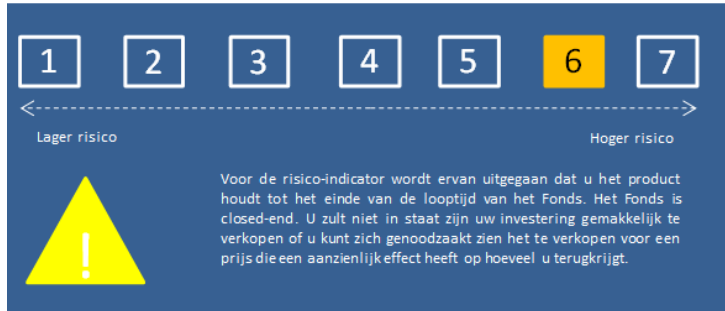 1 2 3 4 5 6 7
Lager risico Hoger risico
Voor de risico-indicator wordt ervan uitgegaan dat u het product
houdt tot het einde van de looptijd van het Fonds. Het Fonds is
closed-end. U zult niet in staat zijn uw investering gemakkelijk te
verkopen of u kunt zich genoodzaakt zien het te verkopen voor een
prijs die een aanzienlijk effect heeft op hoeveel u terugkrijgt.
!